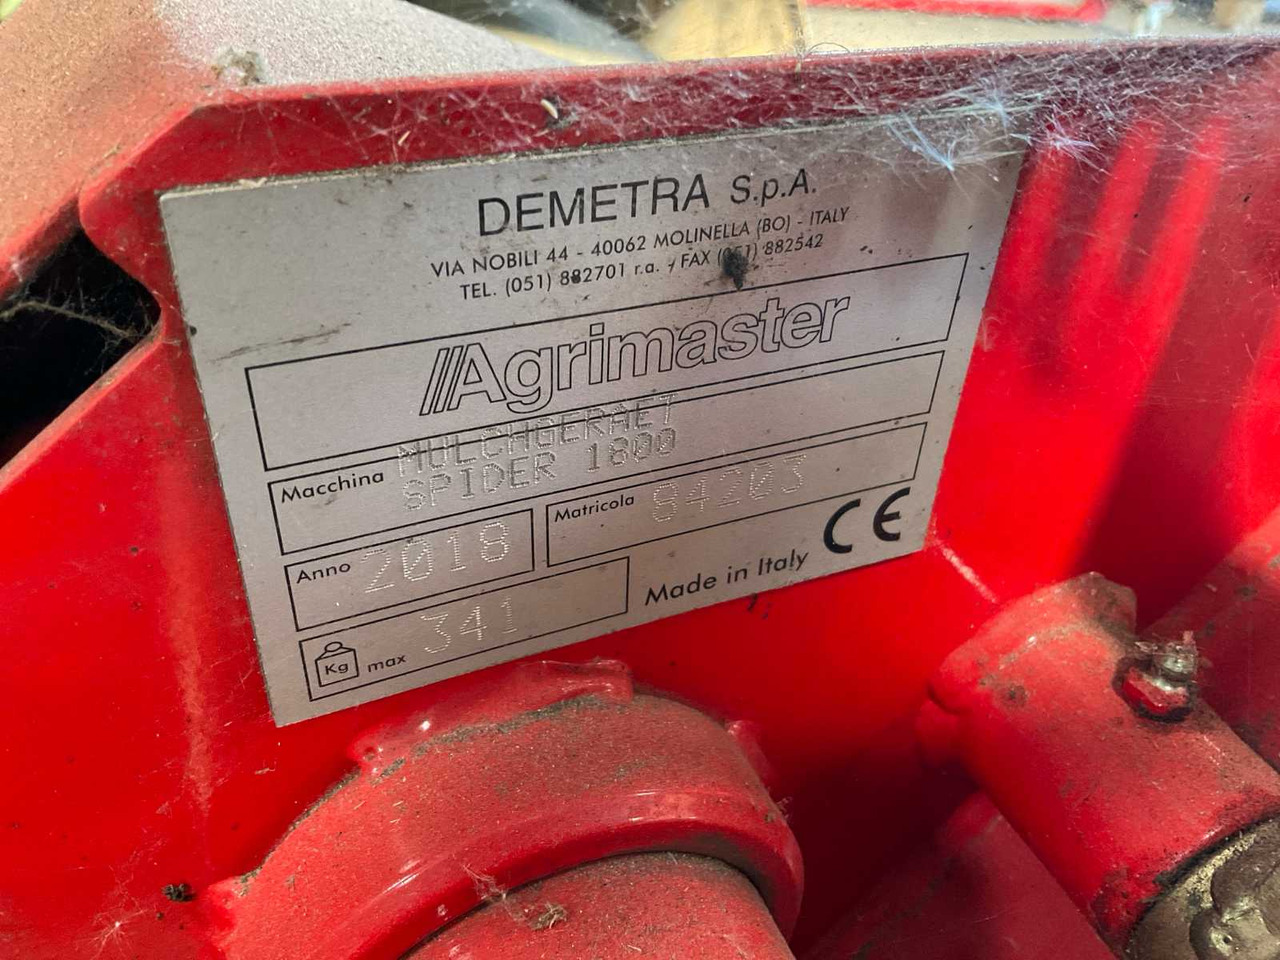 DEMETRA S.p.A.
VIA NOBILI 44 - 40062 MOLINELLA (BO) - ITALY
TEL. (051) 882701 r.a. - FAX (051) 882542
Agrimaster
Macchina MULCHGERAET
SPIDER 1800
Anno 2018 Matricola 84203
Kg max 341 Made in Italy CE